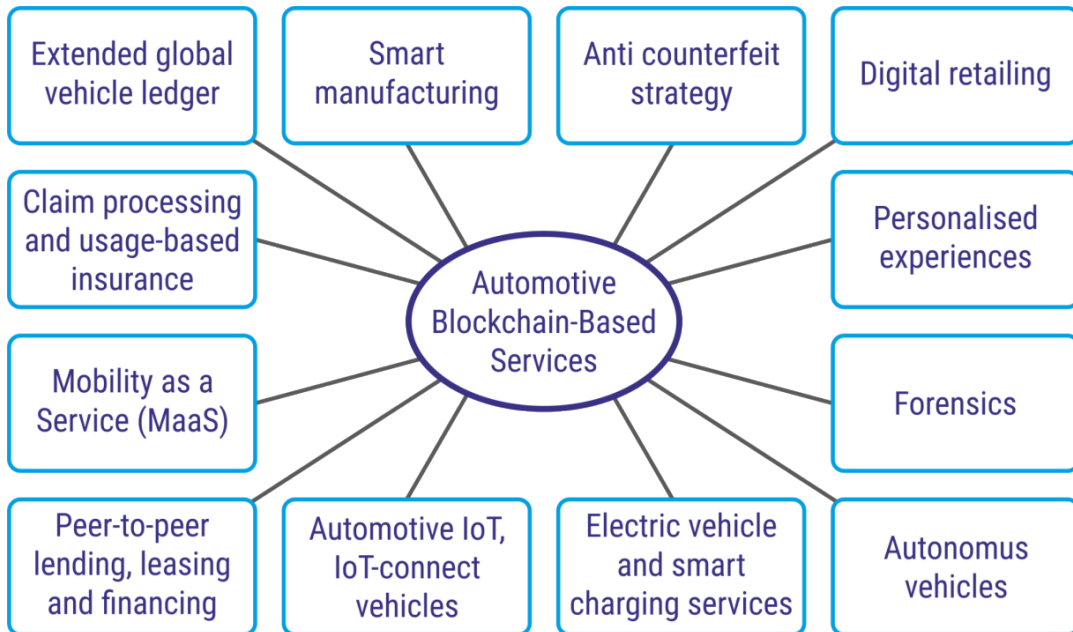 Extended global
vehicle ledger
Smart
manufacturing
Anti counterfeit
strategy
Digital retailing
Claim processing
and usage-based
insurance
Automotive
Blockchain-Based
Services
Personalised
experiences
Mobility as a
Service (MaaS)
Forensics
Peer-to-peer
lending, leasing
and financing
Automotive IoT,
IoT-connect
vehicles
Electric vehicle
and smart
charging services
Autonomus
vehicles